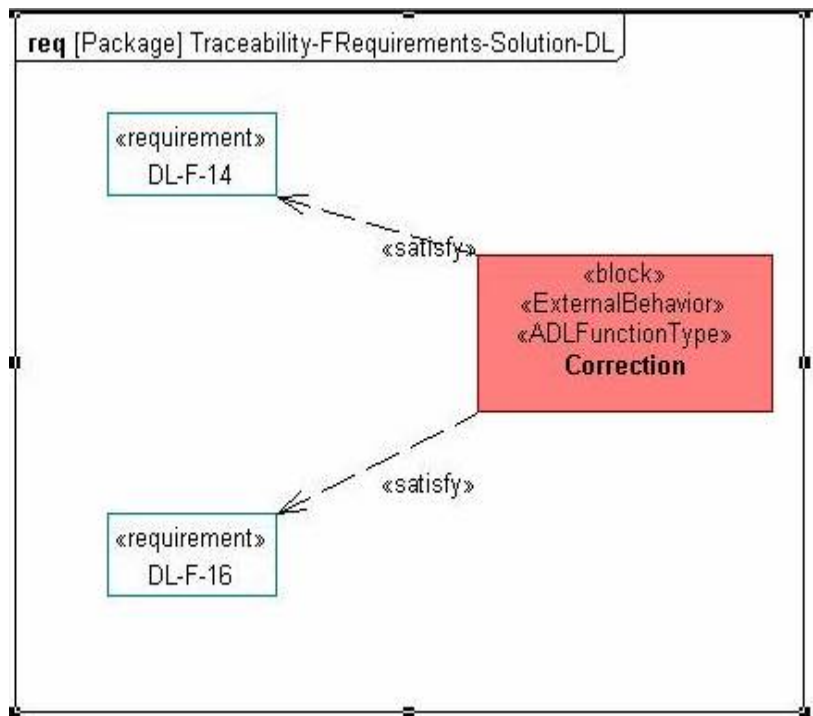 req [Package] Traceability-FRequirements-Solution-DL
«requirement»
DL-F-14
«satisfy»
«block»
«ExternalBehavior»
«ADLFunctionType»
Correction
«satisfy»
«requirement»
DL-F-16